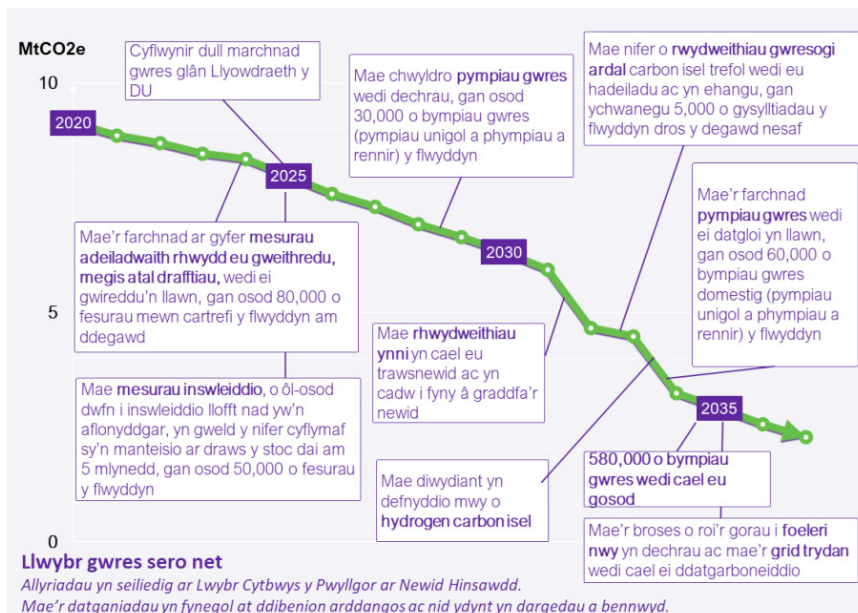 MtCO2e
10
5
0
2020
2025
2030
2035
Cyflwynir dull marchnad
gwres glân Llyowdraeth y
DU
Mae chwyldro pympiau gwres
wedi dechrau, gan osod
30,000 o bympiau gwres
(pympiau unigol a phympiau a
rennir) y flwyddyn
Mae nifer o rwydweithiau gwresogi
ardal carbon isel trefol wedi eu
hadeiladu ac yn ehangu, gan
ychwanegu 5,000 o gysylltiadau y
flwyddyn dros y degawd nesaf
Mae'r farchnad ar gyfer mesurau
adeiladwaith rhwydd eu gweithredu,
megis atal drafftiau, wedi ei
gwireddu'n llawn, gan osod 80,000 o
fesurau mewn cartrefi y flwyddyn am
ddegawd
Mae'r farchnad
pympiau gwres wedi
ei datgloi yn llawn,
gan osod 60,000 o
bympiau gwres
domestig (pympiau
unigol a phympiau a
rennir) y flwyddyn
Mae rhwydweithiau
ynni yn cael eu
trawsnewid ac yn
cadw i fyny â graddfa'r
newid
Mae mesurau inswleiddio, o ôl-osod
dwfn i inswleiddio llofft nad yw'n
aflonyddgar, yn gweld y nifer cyflymaf
sy'n manteisio ar draws y stoc dai am
5 mlynedd, gan osod 50,000 o fesurau
y flwyddyn
Mae diwydiant yn
defnyddio mwy o
hydrogen carbon isel
580,000 o bympiau
gwres wedi cael eu
gosod
Mae'r broses o roi'r gorau i foeleri
nwy yn dechrau ac mae'r grid trydan
wedi cael ei ddatgarboneiddio
Llwybr gwres sero net
Allyriadau yn seiliedig ar Lwybr Cytbwys y Pwyllgor ar Newid Hinsawdd.
Mae'r datganiadau yn fynegol at ddibenion arddangos ac nid ydynt yn dargedau a bennwyd.